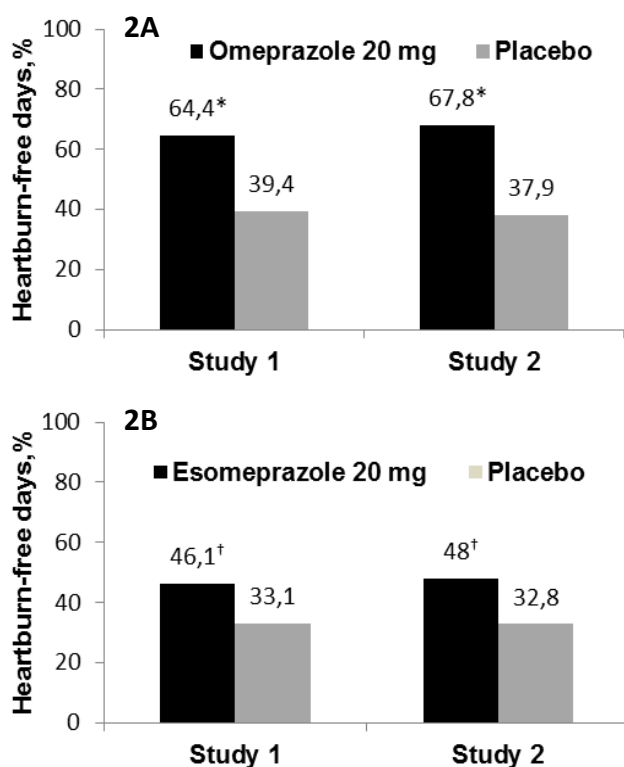 2A
Omeprazole 20 mg Placebo
Heartburn-free days,%
100
80
60
40
20
0
64,4*
39,4
67,8*
37,9
Study 1 Study 2
2B
Esomeprazole 20 mg Placebo
Heartburn-free days,%
100
80
60
40
20
0
46,1†
33,1
48†
32,8
Study 1 Study 2